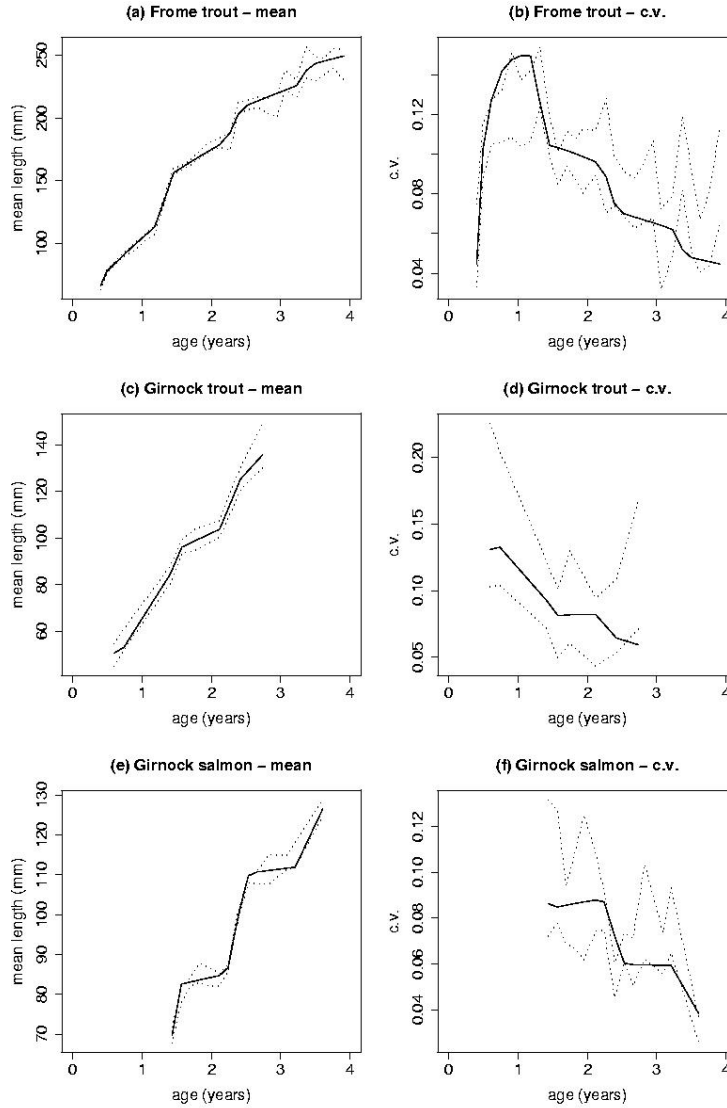 (a) Frome trout – mean
mean length (mm)
100 150 200 250
0 1 2 3 4
age (years)
(b) Frome trout – c.v.
c.v.
0.04 0.08 0.12
0 1 2 3 4
age (years)
(c) Girnock trout – mean
mean length (mm)
60 80 100 120 140
0 1 2 3 4
age (years)
(d) Girnock trout – c.v.
c.v.
0.05 0.10 0.15 0.20
0 1 2 3 4
age (years)
(e) Girnock salmon – mean
mean length (mm)
70 80 90 100 110 120 130
0 1 2 3 4
age (years)
(f) Girnock salmon – c.v.
c.v.
0.04 0.06 0.08 0.10 0.12
0 1 2 3 4
age (years)